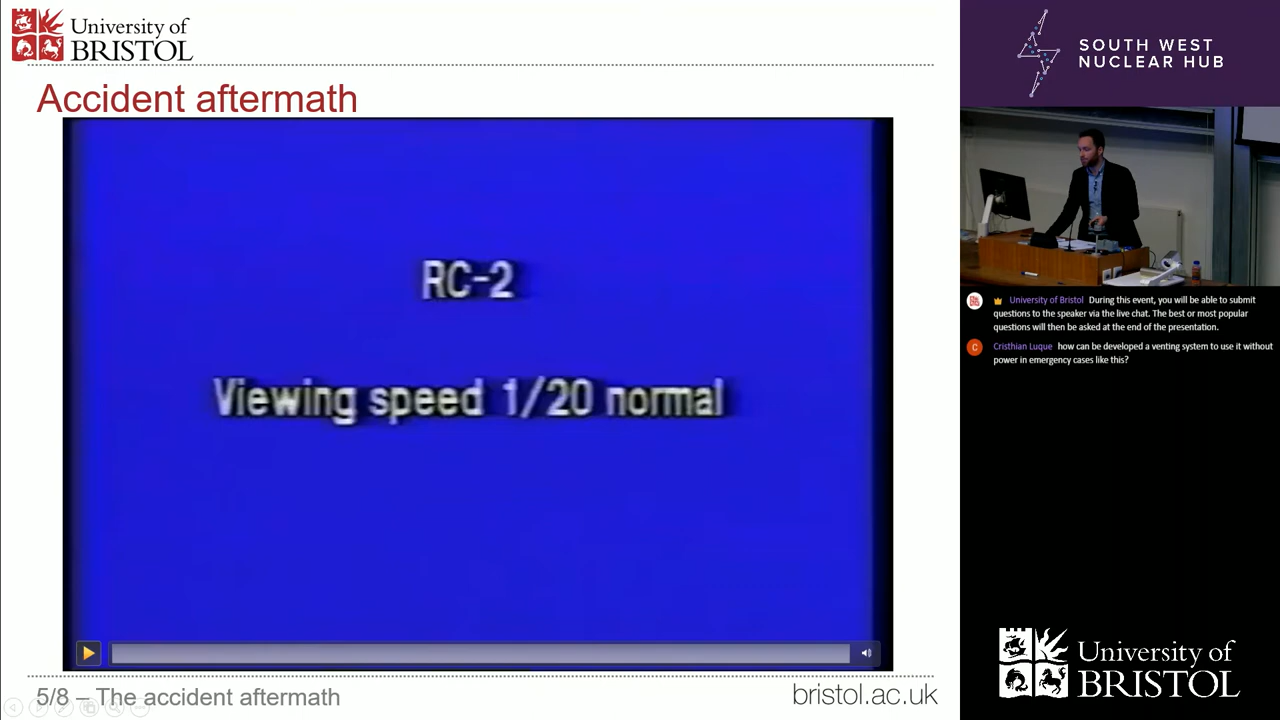 University of
BRISTOL
Accident aftermath
RC-2
Viewing speed 1/20 normal
5/8 – The accident aftermath
bristol.ac.uk
SOUTH WEST
NUCLEAR HUB
University of Bristol During this event, you will be able to submit
questions to the speaker via the live chat. The best or most popular
questions will then be asked at the end of the presentation.
C
Cristhian Luque how can be developed a venting system to use it without
power in emergency cases like this?
University of
BRISTOL